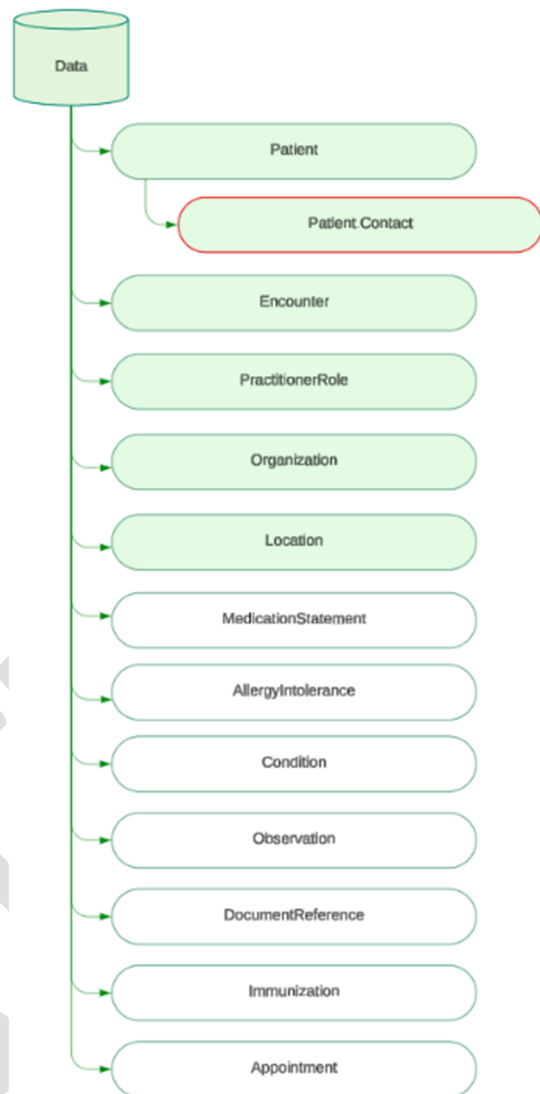 Data
Patient
Patient.Contact
Encounter
PractitionerRole
Organization
Location
MedicationStatement
AllergyIntolerance
Condition
Observation
DocumentReference
Immunization
Appointment